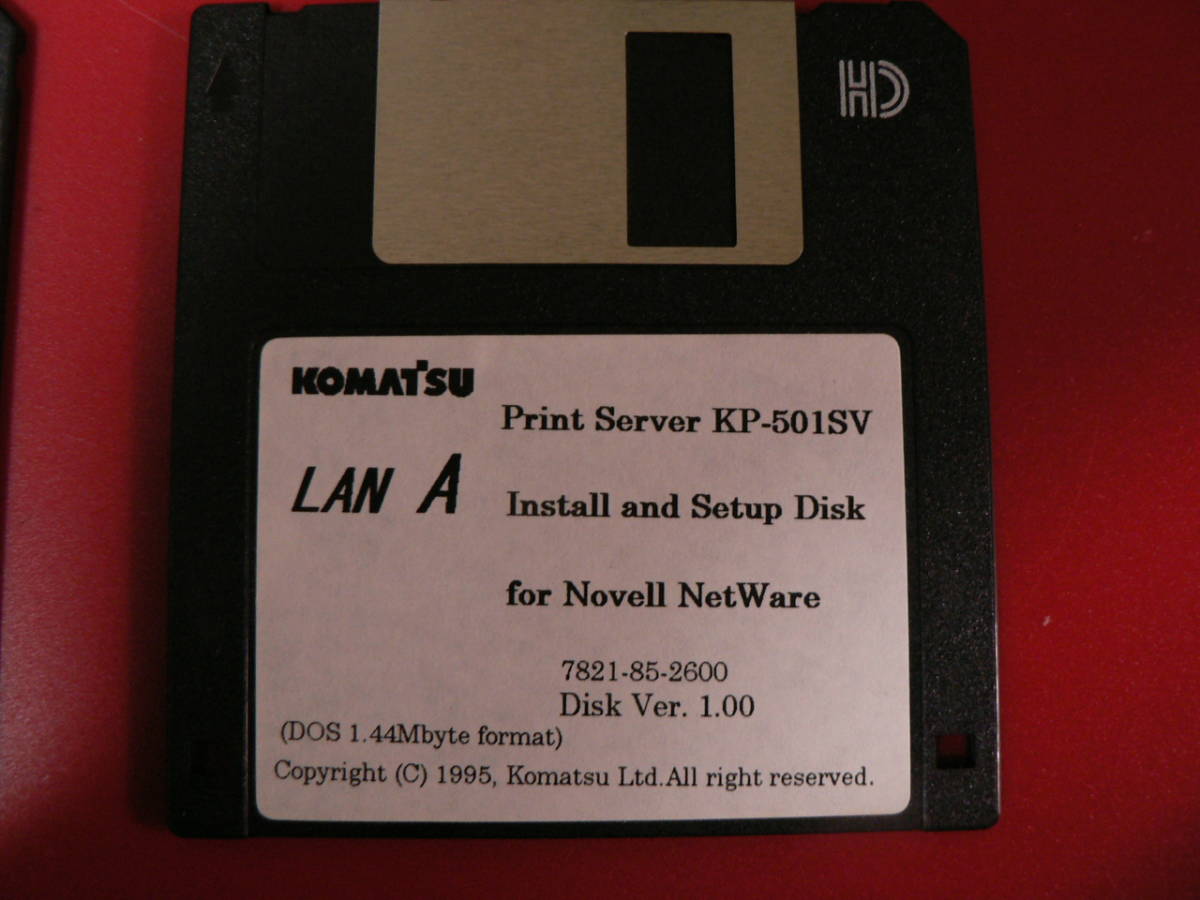 HD
KOMATSU
Print Server KP-501SV
LAN A
Install and Setup Disk
for Novell NetWare
7821-85-2600
Disk Ver. 1.00
(DOS 1.44Mbyte format)
Copyright (C) 1995, Komatsu Ltd.All right reserved.